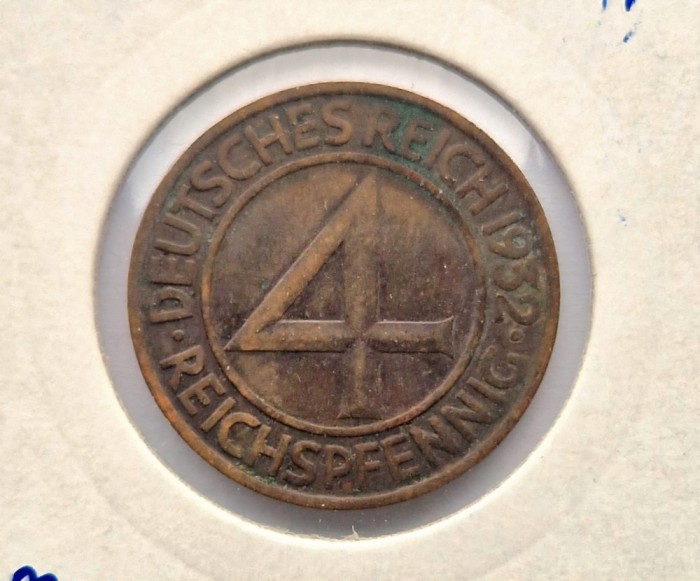 DEUTSCHES REICH 1932
4
· REICHSPFENNIG ·